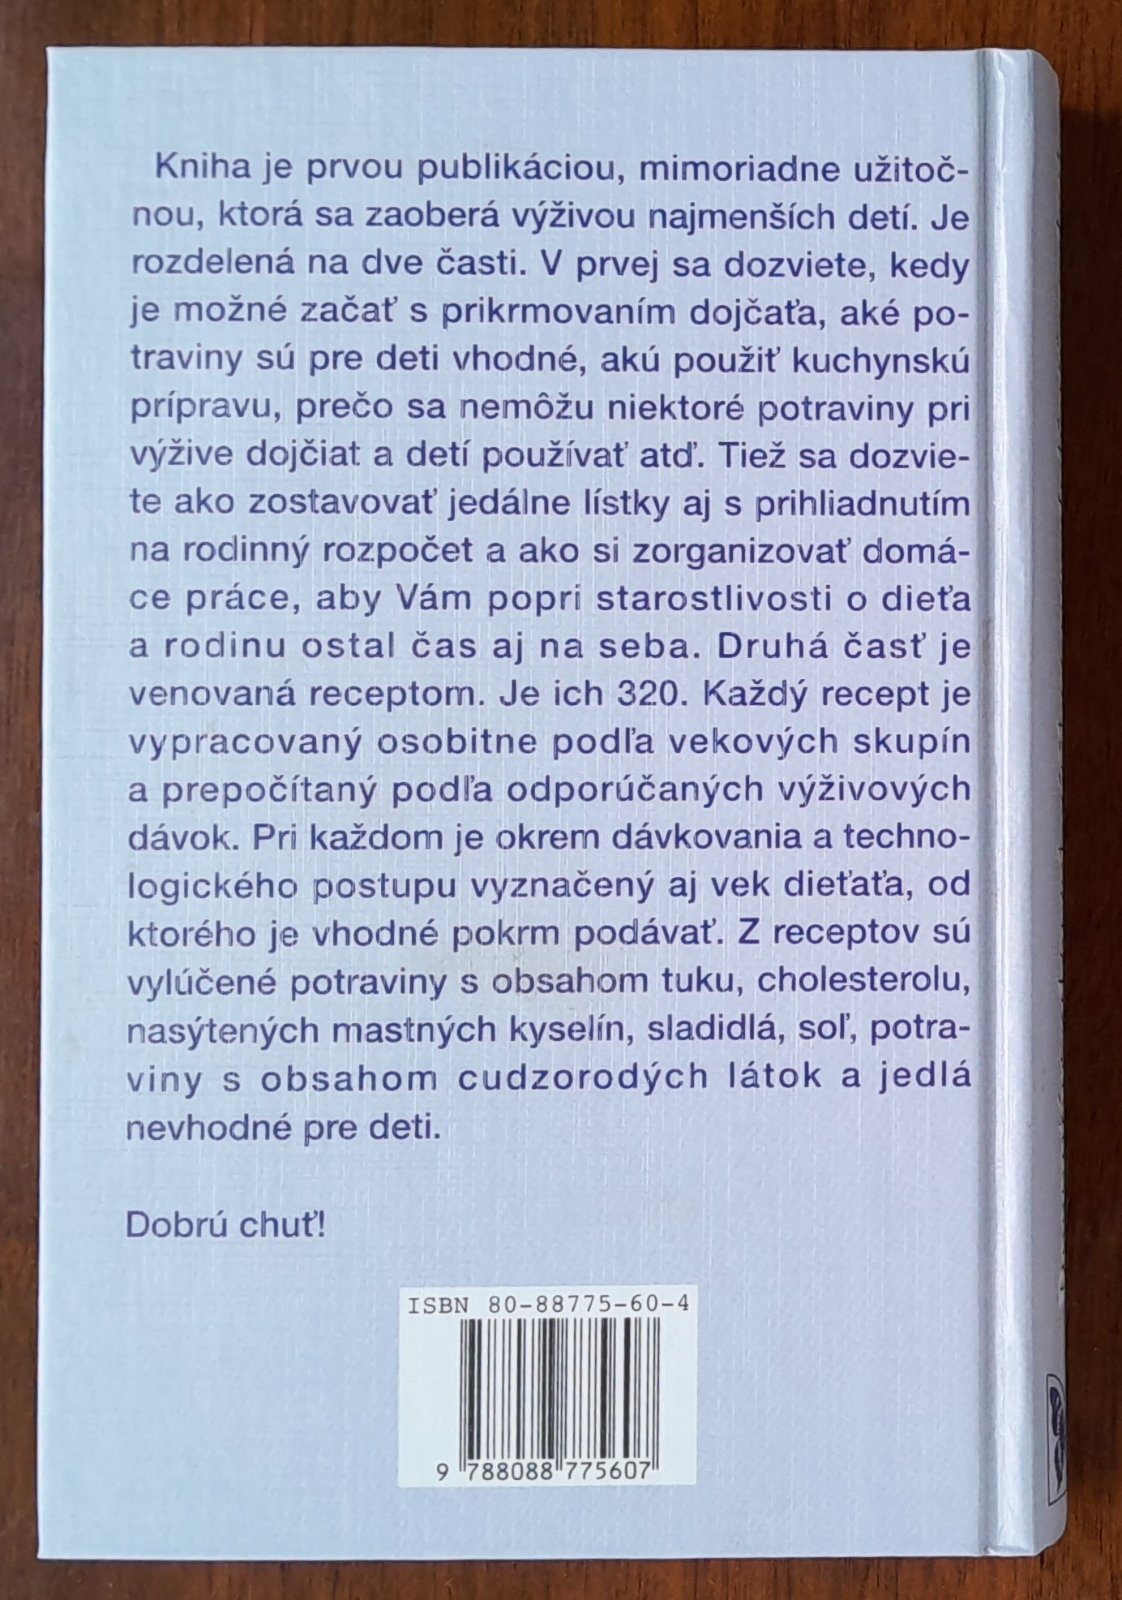 Kniha je prvou publikáciou, mimoriadne užitoč-
nou, ktorá sa zaoberá výživou najmenších detí. Je
rozdelená na dve časti. V prvej sa dozviete, kedy
je možné začať s prikrmovaním dojčaťa, aké po-
traviny sú pre deti vhodné, akú použiť kuchynskú
prípravu, prečo sa nemôžu niektoré potraviny pri
výžive dojčiat a detí používať atď. Tiež sa dozvie-
te ako zostavovať jedálne lístky aj s prihliadnutím
na rodinný rozpočet a ako si zorganizovať domá-
ce práce, aby Vám popri starostlivosti o dieťa
a rodinu ostal čas aj na seba. Druhá časť je
venovaná receptom. Je ich 320. Každý recept je
vypracovaný osobitne podľa vekových skupín
a prepočítaný podľa odporúčaných výživových
dávok. Pri každom je okrem dávkovania a techno-
logického postupu vyznačený aj vek dieťaťa, od
ktorého je vhodné pokrm podávať. Z receptov sú
vylúčené potraviny s obsahom tuku, cholesterolu,
nasýtených mastných kyselín, sladidlá, soľ, potra-
viny s obsahom cudzorodých látok a jedlá
nevhodné pre deti.
Dobrú chuť!
ISBN 80-88775-60-4
9 788088 775607